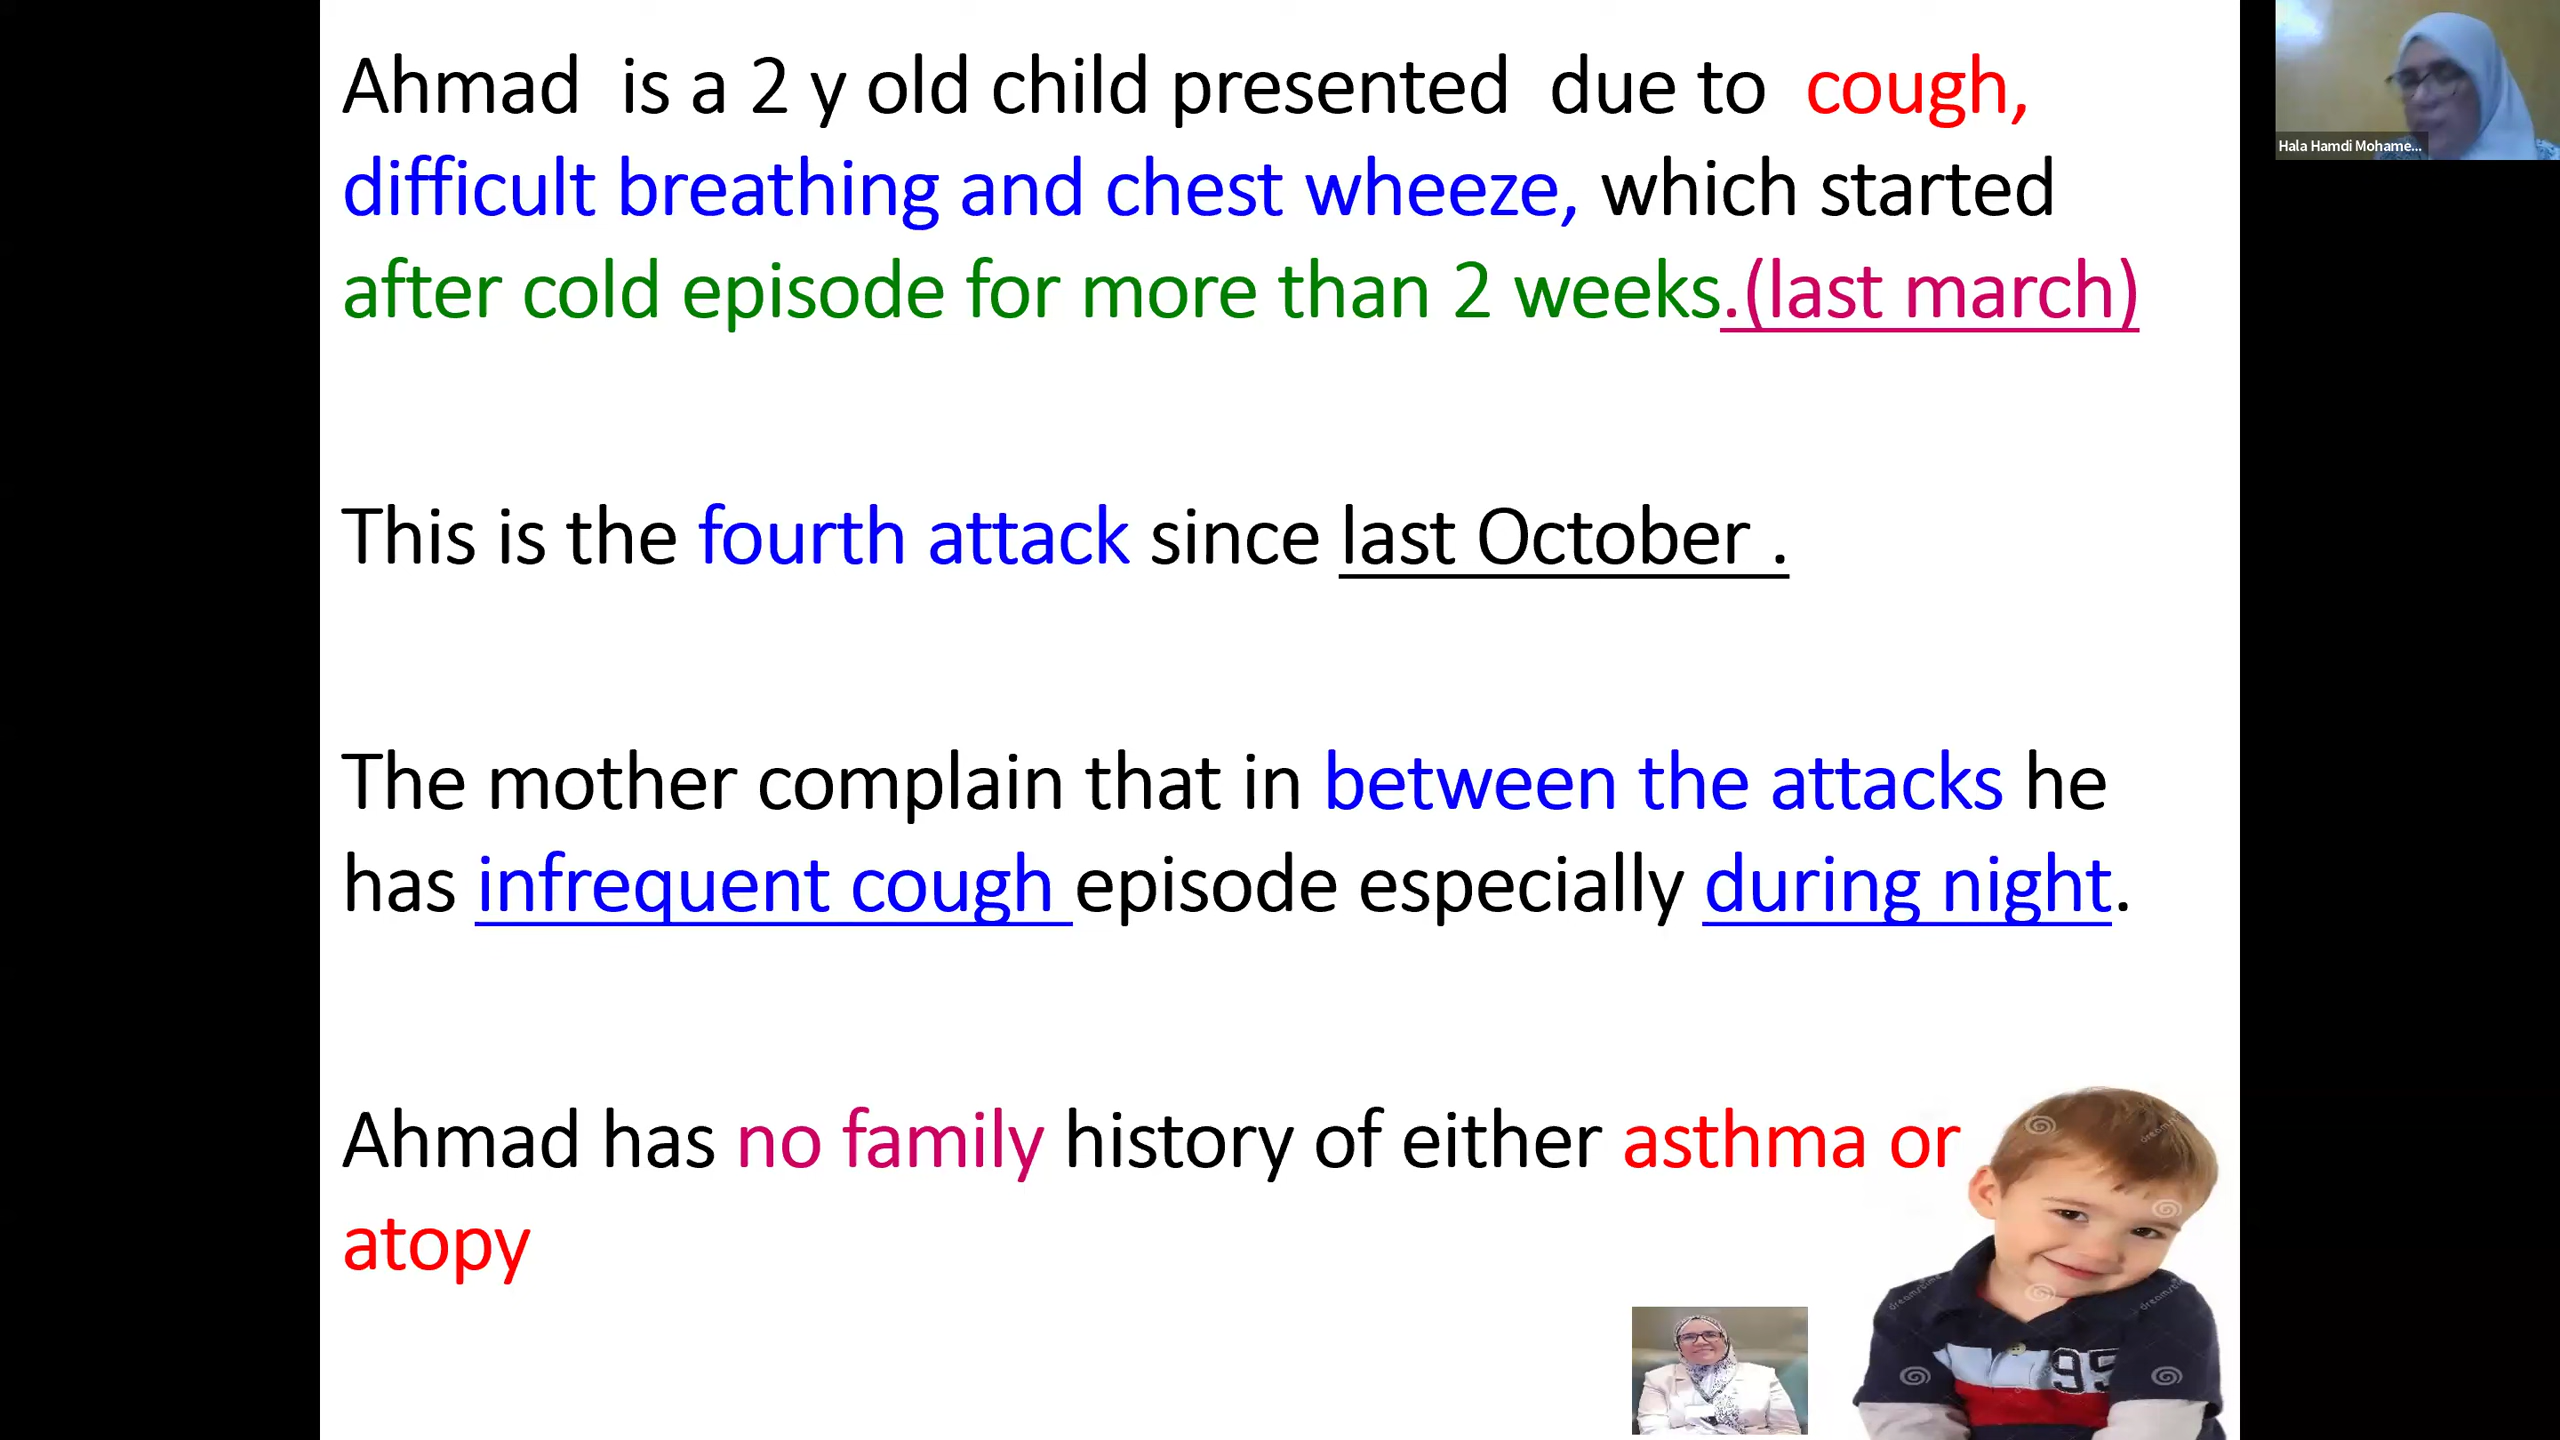 Ahmad is a 2 y old child presented due to cough,
difficult breathing and chest wheeze, which started
after cold episode for more than 2 weeks.(last march)
This is the fourth attack since last October .
The mother complain that in between the attacks he
has infrequent cough episode especially during night.
Ahmad has no family history of either asthma or
atopy
Hala Hamdi Mohame...
95
dreamstime